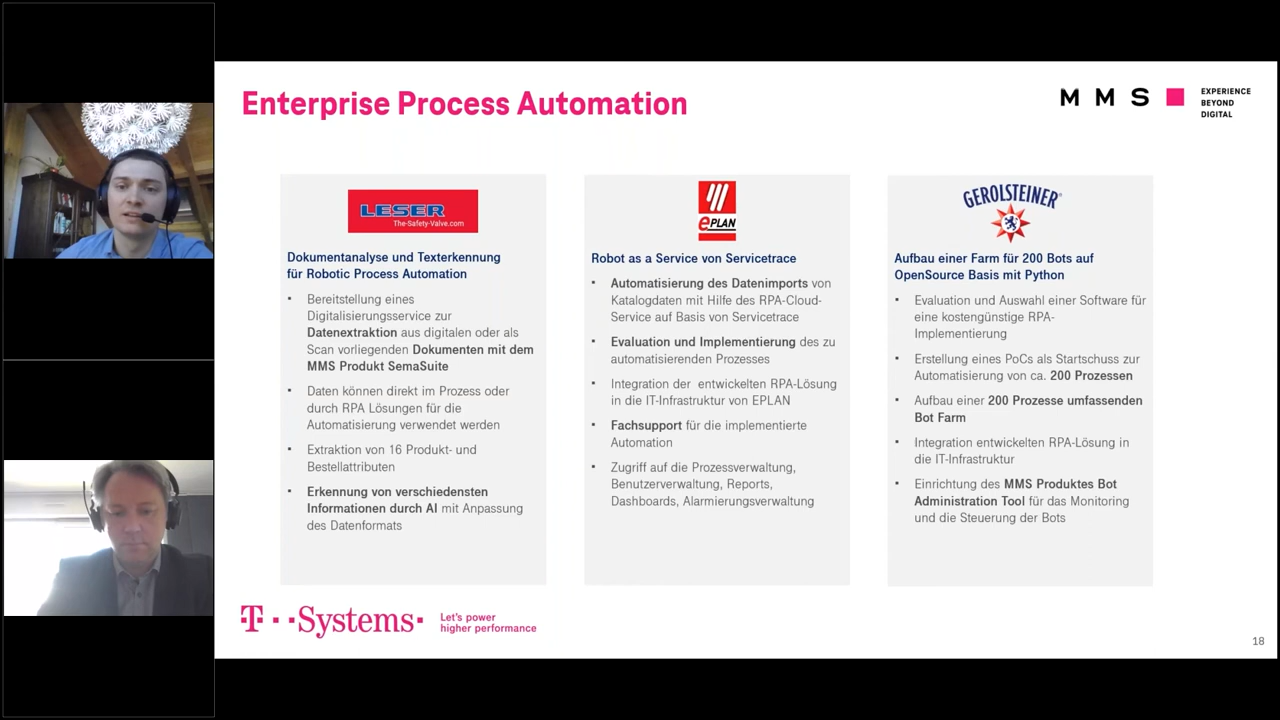 Enterprise Process Automation
M M S
EXPERIENCE
BEYOND
DIGITAL
LESER
The-Safety-Valve.com
Dokumentanalyse und Texterkennung
für Robotic Process Automation
▪ Bereitstellung eines
Digitalisierungsservice zur
Datenextraktion aus digitalen oder als
Scan vorliegenden Dokumenten mit dem
MMS Produkt SemaSuite
▪ Daten können direkt im Prozess oder
durch RPA Lösungen für die
Automatisierung verwendet werden
▪ Extraktion von 16 Produkt- und
Bestellattributen
▪ Erkennung von verschiedensten
Informationen durch AI mit Anpassung
des Datenformats
ePLAN
Robot as a Service von Servicetrace
▪ Automatisierung des Datenimports von
Katalogdaten mit Hilfe des RPA-Cloud-
Service auf Basis von Servicetrace
▪ Evaluation und Implementierung des zu
automatisierenden Prozesses
▪ Integration der entwickelten RPA-Lösung
in die IT-Infrastruktur von EPLAN
▪ Fachsupport für die implementierte
Automation
▪ Zugriff auf die Prozessverwaltung,
Benutzerverwaltung, Reports,
Dashboards, Alarmierungsverwaltung
GEROLSTEINER
Aufbau einer Farm für 200 Bots auf
OpenSource Basis mit Python
▪ Evaluation und Auswahl einer Software für
eine kostengünstige RPA-
Implementierung
▪ Erstellung eines PoCs als Startschuss zur
Automatisierung von ca. 200 Prozessen
▪ Aufbau einer 200 Prozesse umfassenden
Bot Farm
▪ Integration entwickelten RPA-Lösung in
die IT-Infrastruktur
▪ Einrichtung des MMS Produktes Bot
Administration Tool für das Monitoring
und die Steuerung der Bots
T··Systems·
Let's power
higher performance
18